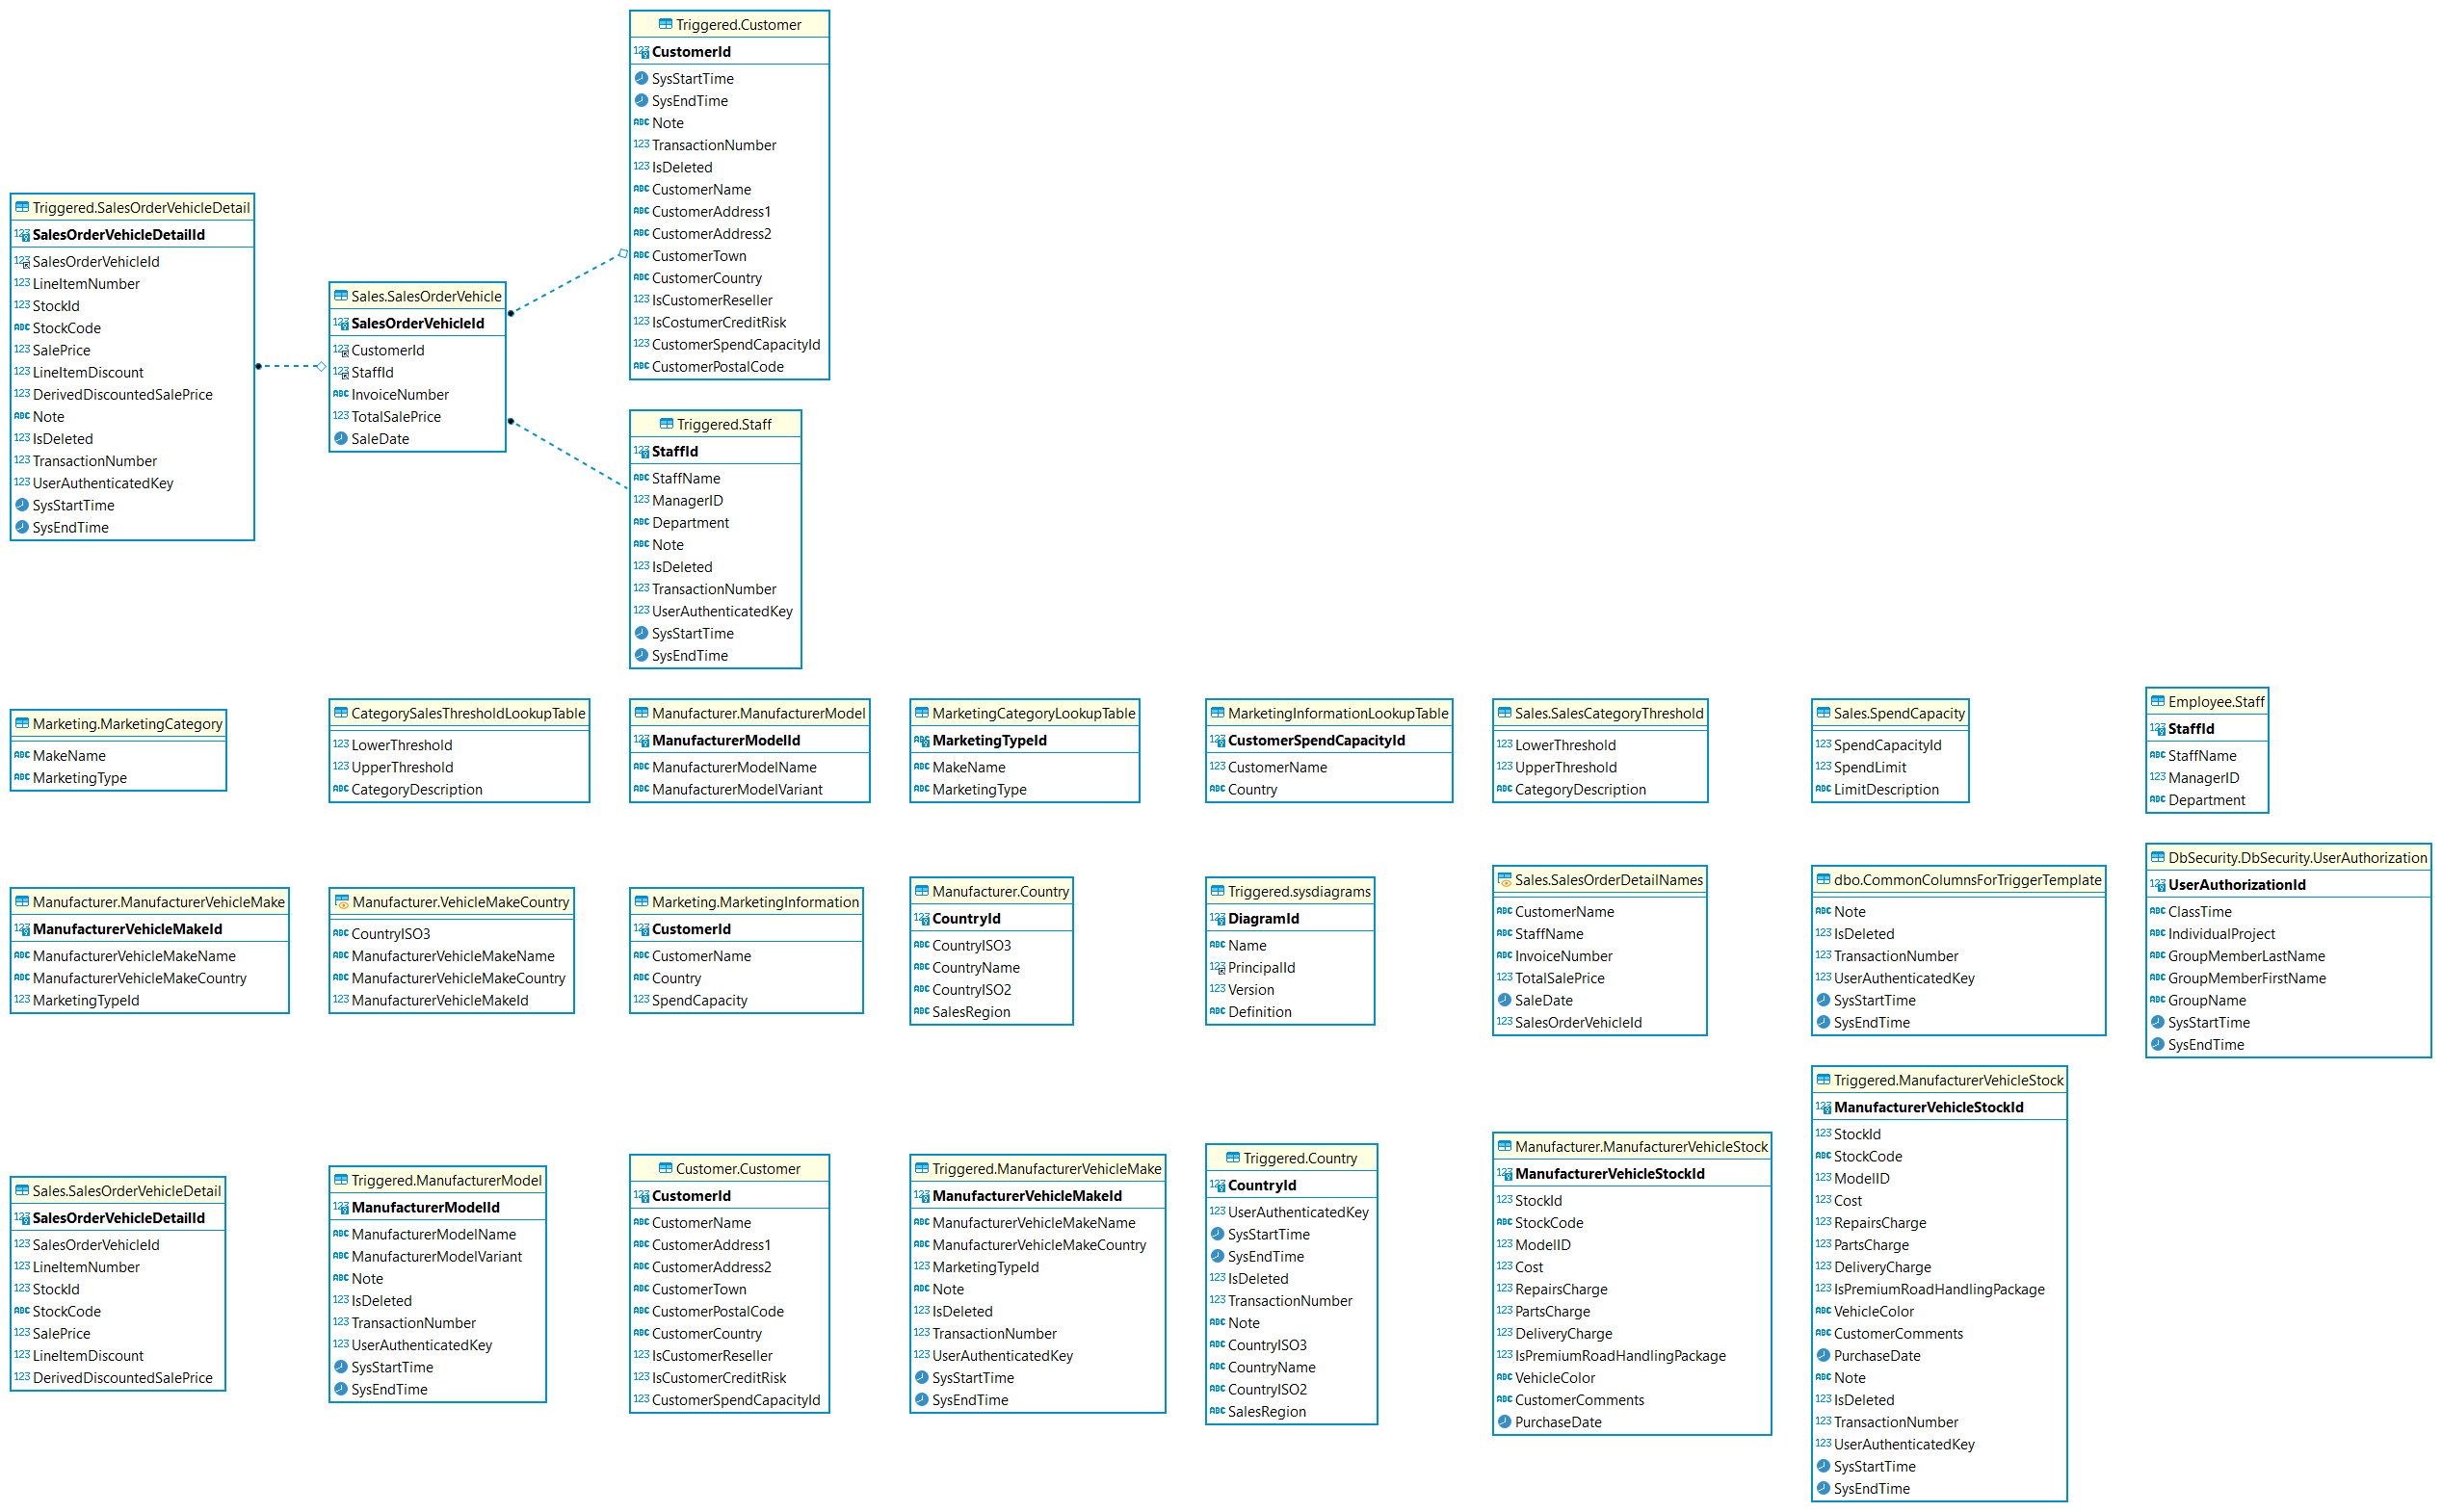 Triggered.Customer
CustomerId
SysStartTime
SysEndTime
Note
TransactionNumber
IsDeleted
CustomerName
CustomerAddress1
CustomerAddress2
CustomerTown
CustomerCountry
IsCustomerReseller
IsCostumerCreditRisk
CustomerSpendCapacityId
CustomerPostalCode
Triggered.SalesOrderVehicleDetail
SalesOrderVehicleDetailId
SalesOrderVehicleId
LineItemNumber
StockId
StockCode
SalePrice
LineItemDiscount
DerivedDiscountedSalePrice
Note
IsDeleted
TransactionNumber
UserAuthenticatedKey
SysStartTime
SysEndTime
Sales.SalesOrderVehicle
SalesOrderVehicleId
CustomerId
StaffId
InvoiceNumber
TotalSalePrice
SaleDate
Triggered.Staff
StaffId
StaffName
ManagerID
Department
Note
IsDeleted
TransactionNumber
UserAuthenticatedKey
SysStartTime
SysEndTime
Marketing.MarketingCategory
MakeName
MarketingType
CategorySalesThresholdLookupTable
LowerThreshold
UpperThreshold
CategoryDescription
Manufacturer.ManufacturerModel
ManufacturerModelId
ManufacturerModelName
ManufacturerModelVariant
MarketingCategoryLookupTable
MarketingTypeId
MakeName
MarketingType
MarketingInformationLookupTable
CustomerSpendCapacityId
CustomerName
Country
Sales.SalesCategoryThreshold
LowerThreshold
UpperThreshold
CategoryDescription
Sales.SpendCapacity
SpendCapacityId
SpendLimit
LimitDescription
Employee.Staff
StaffId
StaffName
ManagerID
Department
Manufacturer.ManufacturerVehicleMake
ManufacturerVehicleMakeId
ManufacturerVehicleMakeName
ManufacturerVehicleMakeCountry
MarketingTypeId
Manufacturer.VehicleMakeCountry
CountryISO3
ManufacturerVehicleMakeName
ManufacturerVehicleMakeCountry
ManufacturerVehicleMakeId
Marketing.MarketingInformation
CustomerId
CustomerName
Country
SpendCapacity
Manufacturer.Country
CountryId
CountryISO3
CountryName
CountryISO2
SalesRegion
Triggered.sysdiagrams
DiagramId
Name
PrincipalId
Version
Definition
Sales.SalesOrderDetailNames
CustomerName
StaffName
InvoiceNumber
TotalSalePrice
SaleDate
SalesOrderVehicleId
dbo.CommonColumnsForTriggerTemplate
Note
IsDeleted
TransactionNumber
UserAuthenticatedKey
SysStartTime
SysEndTime
DbSecurity.DbSecurity.UserAuthorization
UserAuthorizationId
ClassTime
IndividualProject
GroupMemberLastName
GroupMemberFirstName
GroupName
SysStartTime
SysEndTime
Sales.SalesOrderVehicleDetail
SalesOrderVehicleDetailId
SalesOrderVehicleId
LineItemNumber
StockId
StockCode
SalePrice
LineItemDiscount
DerivedDiscountedSalePrice
Triggered.ManufacturerModel
ManufacturerModelId
ManufacturerModelName
ManufacturerModelVariant
Note
IsDeleted
TransactionNumber
UserAuthenticatedKey
SysStartTime
SysEndTime
Customer.Customer
CustomerId
CustomerName
CustomerAddress1
CustomerAddress2
CustomerTown
CustomerPostalCode
CustomerCountry
IsCustomerReseller
IsCustomerCreditRisk
CustomerSpendCapacityId
Triggered.ManufacturerVehicleMake
ManufacturerVehicleMakeId
ManufacturerVehicleMakeName
ManufacturerVehicleMakeCountry
MarketingTypeId
Note
IsDeleted
TransactionNumber
UserAuthenticatedKey
SysStartTime
SysEndTime
Triggered.Country
CountryId
UserAuthenticatedKey
SysStartTime
SysEndTime
IsDeleted
TransactionNumber
Note
CountryISO3
CountryName
CountryISO2
SalesRegion
Manufacturer.ManufacturerVehicleStock
ManufacturerVehicleStockId
StockId
StockCode
ModelID
Cost
RepairsCharge
PartsCharge
DeliveryCharge
IsPremiumRoadHandlingPackage
VehicleColor
CustomerComments
PurchaseDate
Triggered.ManufacturerVehicleStock
ManufacturerVehicleStockId
StockId
StockCode
ModelID
Cost
RepairsCharge
PartsCharge
DeliveryCharge
IsPremiumRoadHandlingPackage
VehicleColor
CustomerComments
PurchaseDate
Note
IsDeleted
TransactionNumber
UserAuthenticatedKey
SysStartTime
SysEndTime